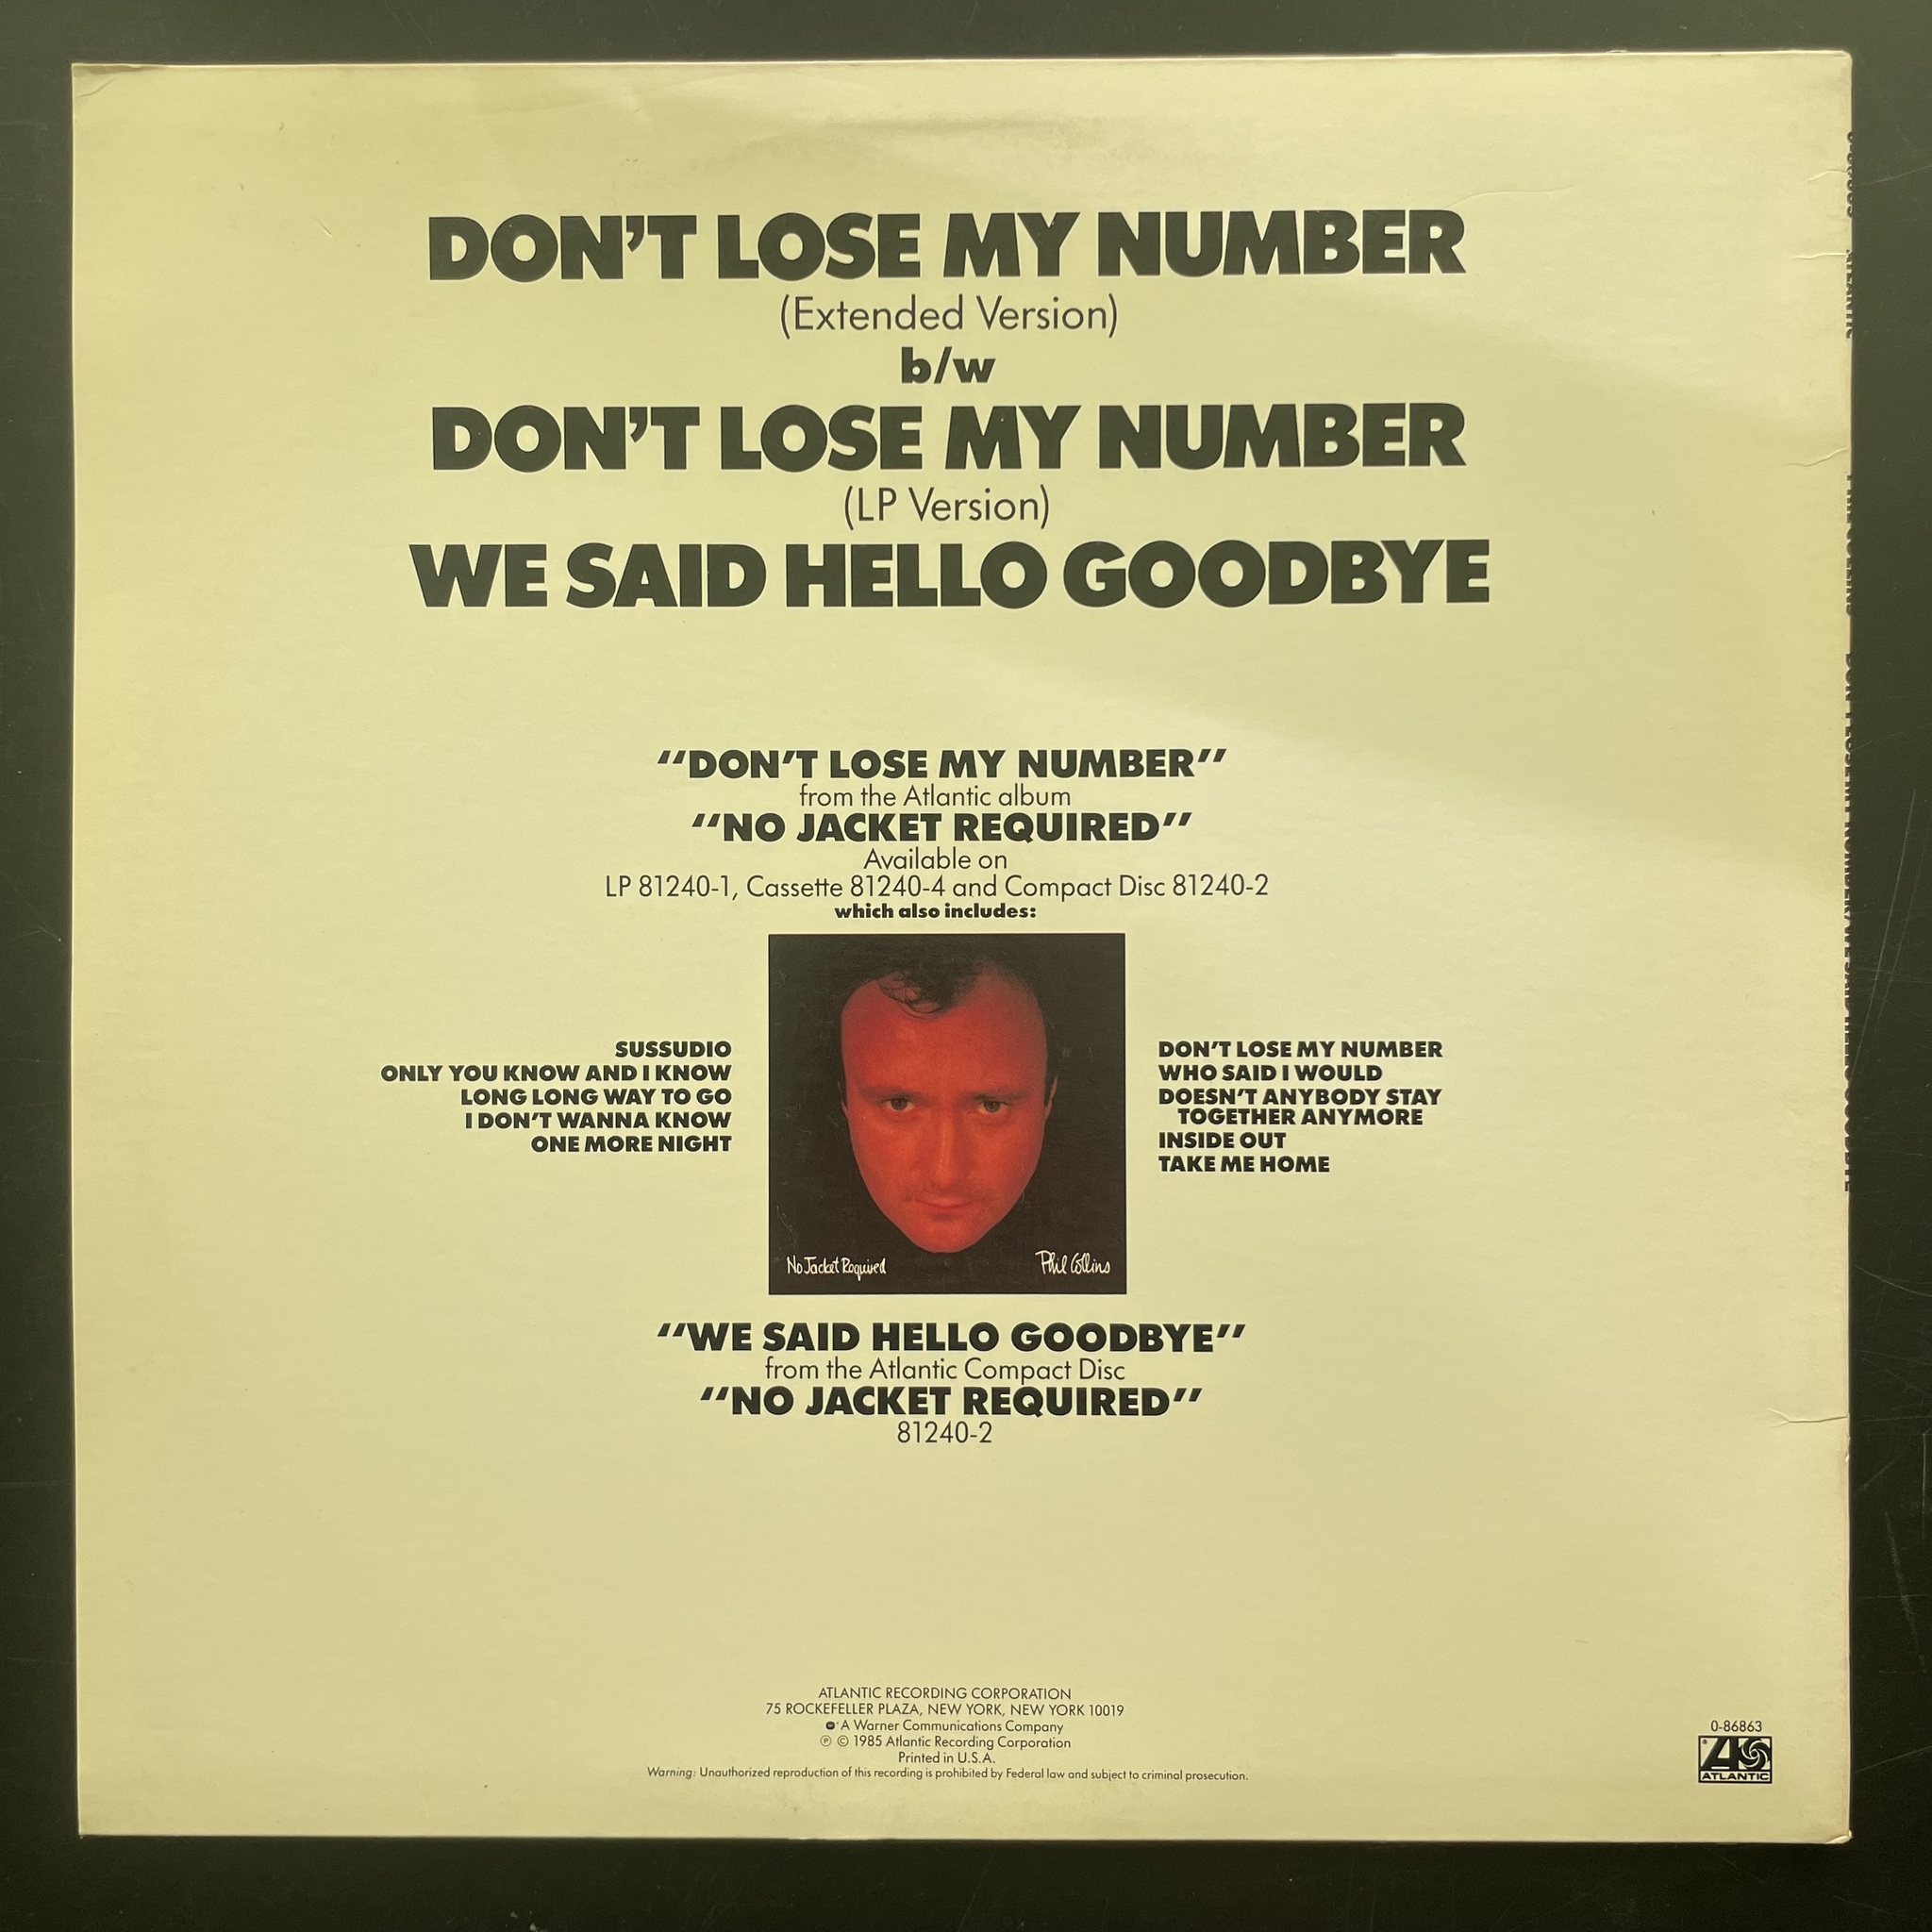 DON'T LOSE MY NUMBER
(Extended Version)
b/w
DON'T LOSE MY NUMBER
(LP Version)
WE SAID HELLO GOODBYE
"DON'T LOSE MY NUMBER"
from the Atlantic album
"NO JACKET REQUIRED"
Available on
LP 81240-1, Cassette 81240-4 and Compact Disc 81240-2
which also includes:
SUSSUDIO
ONLY YOU KNOW AND I KNOW
LONG LONG WAY TO GO
I DON'T WANNA KNOW
ONE MORE NIGHT
No Jacket Required
Phil Collins
DON'T LOSE MY NUMBER
WHO SAID I WOULD
DOESN'T ANYBODY STAY
TOGETHER ANYMORE
INSIDE OUT
TAKE ME HOME
"WE SAID HELLO GOODBYE"
from the Atlantic Compact Disc
"NO JACKET REQUIRED"
81240-2
ATLANTIC RECORDING CORPORATION
75 ROCKEFELLER PLAZA, NEW YORK, NEW YORK 10019
A Warner Communications Company
℗ © 1985 Atlantic Recording Corporation
Printed in U.S.A.
Warning: Unauthorized reproduction of this recording is prohibited by Federal law and subject to criminal prosecution.
0-86863
ATLANTIC